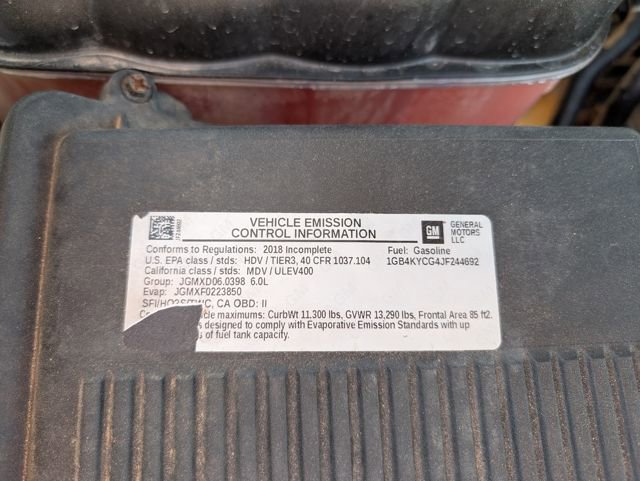 VEHICLE EMISSION
CONTROL INFORMATION
GM
GENERAL
MOTORS
LLC
Conforms to Regulations: 2018 Incomplete
Fuel: Gasoline
U.S. EPA class / stds: HDV / TIER3, 40 CFR 1037.104
1GB4KYCG4JF244692
California class / stds: MDV / ULEV400
Group: JGMXD06.0398 6.0L
Evap: JGMXF0223850
SFI/HO2S/TWC, CA OBD: II
maximums: CurbWt 11,300 lbs, GVWR 13,290 lbs, Frontal Area 85 ft2.
designed to comply with Evaporative Emission Standards with up
of fuel tank capacity.